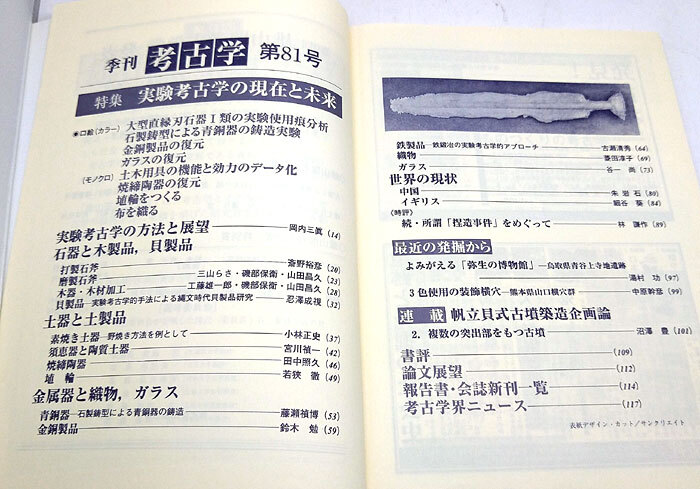 季刊 考古学 第81号
特集 実験考古学の現在と未来
●口絵(カラー) 大型直縁刃石器Ⅰ類の実験使用痕分析
石製鋳型による青銅器の鋳造実験
金銅製品の復元
ガラスの復元
(モノクロ) 土木用具の機能と効力のデータ化
焼締陶器の復元
埴輪をつくる
布を織る
実験考古学の方法と展望 岡内三眞 (14)
石器と木製品,貝製品
打製石斧 斎野裕彦 (20)
磨製石斧 三山らさ・磯部保衛・山田昌久 (23)
木器・木材加工 工藤雄一郎・磯部保衛・山田昌久 (28)
貝製品―実験考古学的手法による縄文時代貝製品研究 忍澤成視 (32)
土器と土製品
素焼き土器―野焼き方法を例として 小林正史 (37)
須恵器と陶質土器 宮川禎一 (42)
焼締陶器 田中照久 (46)
埴輪 若狭 徹 (49)
金属器と織物,ガラス
青銅器―石製鋳型による青銅器の鋳造 藤瀬禎博 (53)
金銅製品 鈴木 勉 (59)
鉄製品―鉄鍛冶の実験考古学的アプローチ 古瀬清秀 (64)
織物 菱田淳子 (69)
ガラス 谷一 尚 (73)
世界の現状
中国 朱 岩石 (80)
イギリス 細谷 葵 (84)
(時評)
続・所謂「捏造事件」をめぐって 林 謙作 (89)
最近の発掘から
よみがえる「弥生の博物館」―鳥取県青谷上寺地遺跡
湯村 功 (97)
3色使用の装飾横穴―熊本県山口横穴群 中原幹彦 (99)
連載 帆立貝式古墳築造企画論
2. 複数の突出部をもつ古墳 沼澤 豊 (101)
書評 (109)
論文展望 (112)
報告書・会誌新刊一覧 (114)
考古学界ニュース (117)
表紙デザイン・カット/サンクリエイト